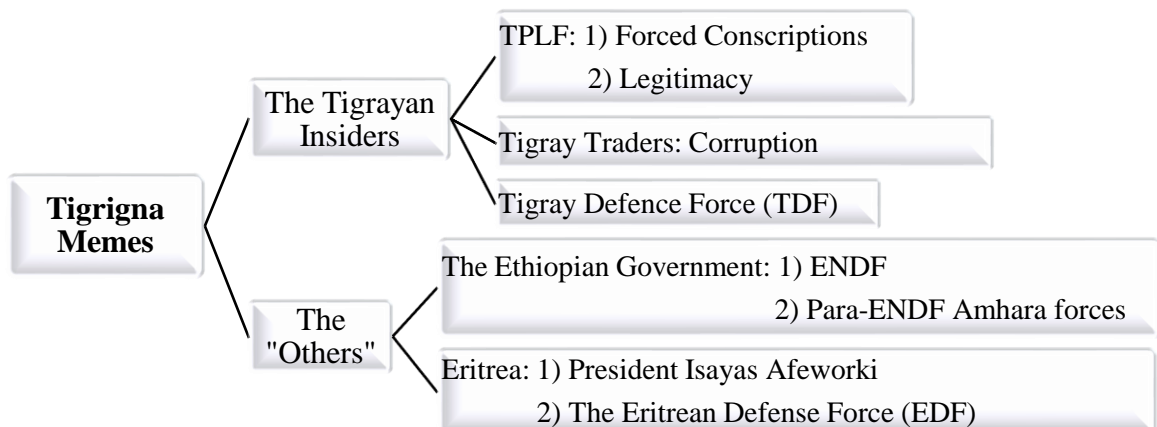 Tigrigna
Memes
The Tigrayan
Insiders
TPLF: 1) Forced Conscriptions
2) Legitimacy
Tigray Traders: Corruption
Tigray Defence Force (TDF)
The
"Others"
The Ethiopian Government: 1) ENDF
2) Para-ENDF Amhara forces
Eritrea: 1) President Isayas Afeworki
2) The Eritrean Defense Force (EDF)